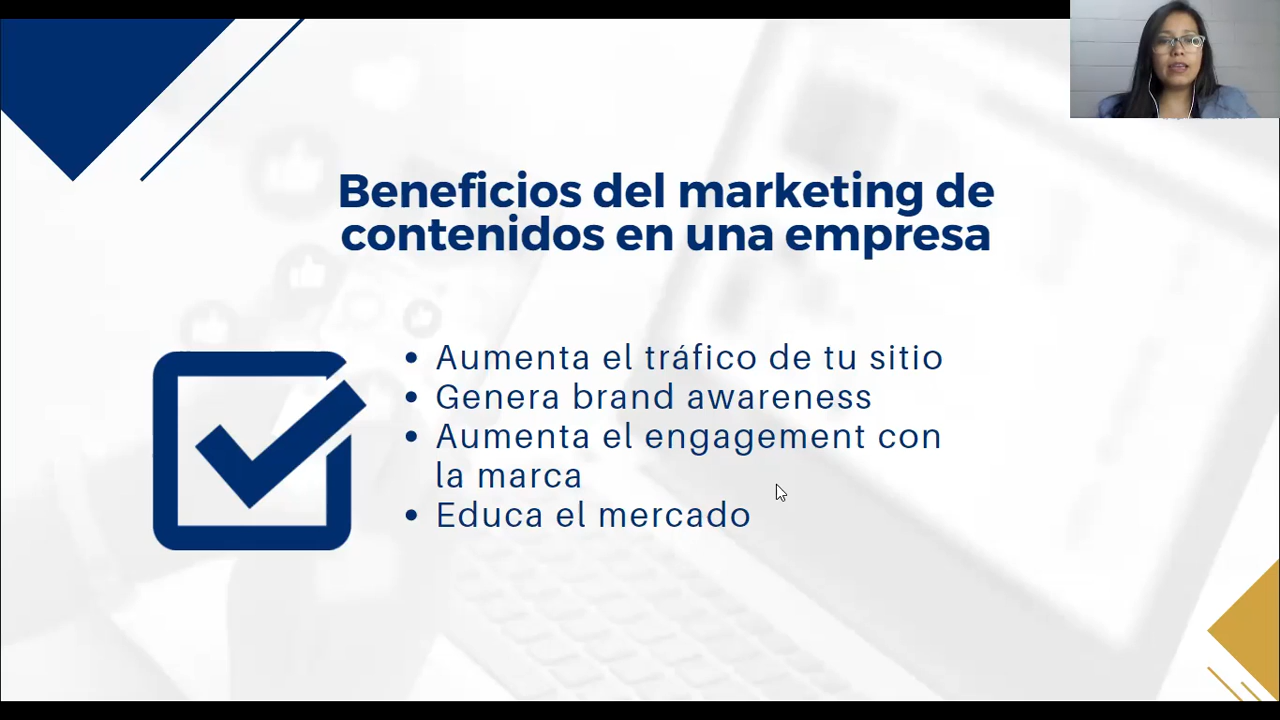 Beneficios del marketing de
contenidos en una empresa
• Aumenta el tráfico de tu sitio
• Genera brand awareness
• Aumenta el engagement con
la marca
• Educa el mercado